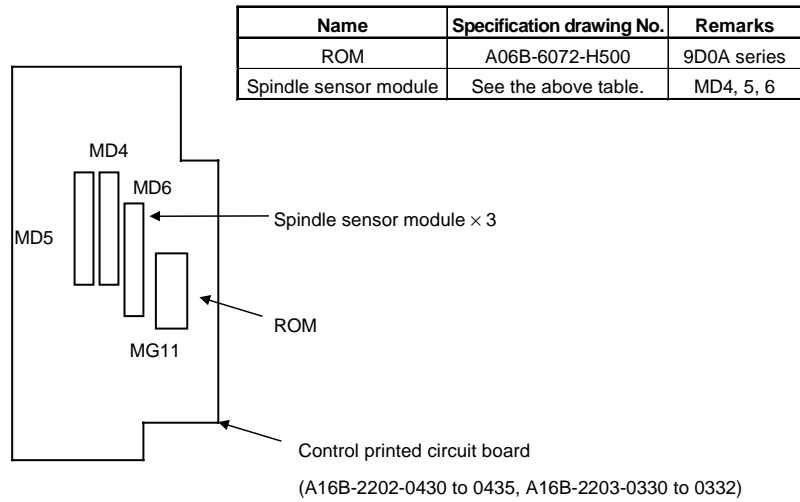 Name Specification drawing No. Remarks
ROM A06B-6072-H500 9D0A series
Spindle sensor module See the above table. MD4, 5, 6
MD4
MD6
Spindle sensor module × 3
MD5
ROM
MG11
Control printed circuit board
(A16B-2202-0430 to 0435, A16B-2203-0330 to 0332)